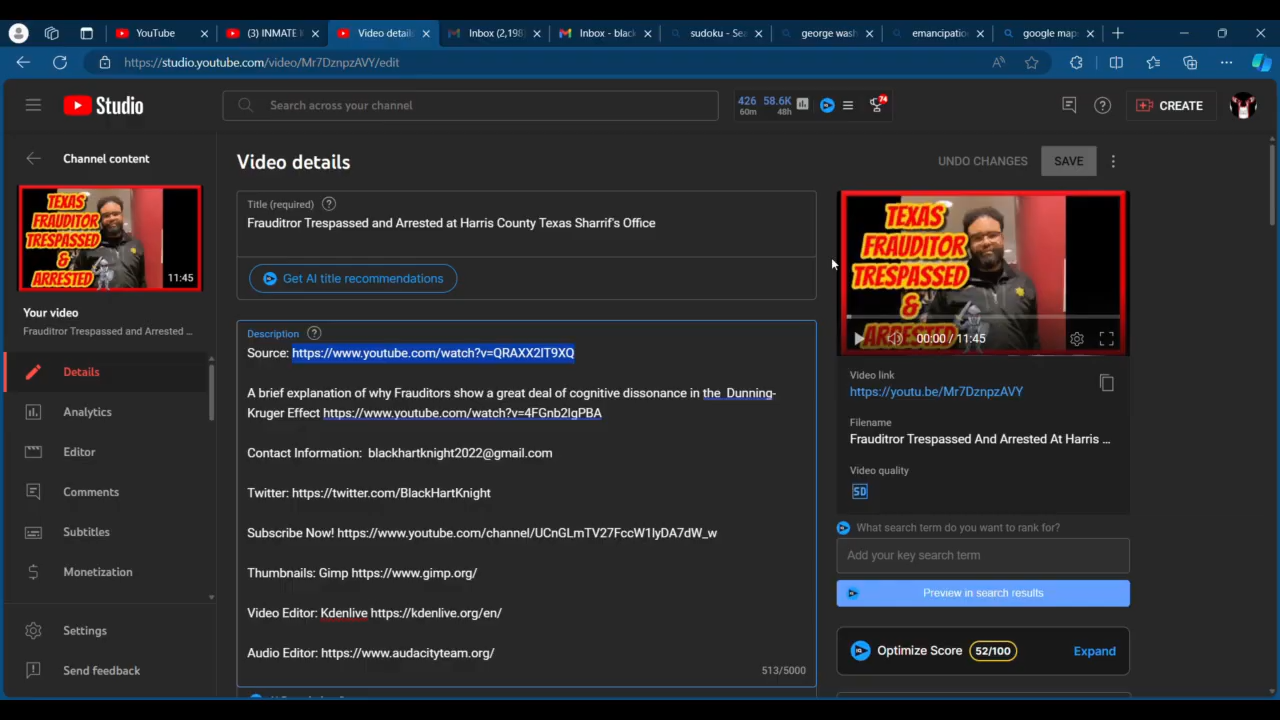 YouTube
(3) INMATE
Video detail
Inbox (2,198)
Inbox - black
sudoku - Sea
george wash
emancipation
google map
https://studio.youtube.com/video/Mr7DznpzAVY/edit
Studio
Search across your channel
426
60m
58.6K
48h
74
CREATE
Channel content
Video details
UNDO CHANGES
SAVE
TEXAS
FRAUDITOR
TRESPASSED
&
ARRESTED
11:45
Your video
Frauditror Trespassed and Arrested ...
Details
Analytics
Editor
Comments
Subtitles
Monetization
Settings
Send feedback
Title (required)
Frauditror Trespassed and Arrested at Harris County Texas Sharrif's Office
Get AI title recommendations
Description
Source: https://www.youtube.com/watch?v=QRAXX2IT9XQ
A brief explanation of why Frauditors show a great deal of cognitive dissonance in the Dunning-
Kruger Effect https://www.youtube.com/watch?v=4FGnb2lgPBA
Contact Information: blackhartknight2022@gmail.com
Twitter: https://twitter.com/BlackHartKnight
Subscribe Now! https://www.youtube.com/channel/UCnGLmTV27FccW1lyDA7dW_w
Thumbnails: Gimp https://www.gimp.org/
Video Editor: Kdenlive https://kdenlive.org/en/
Audio Editor: https://www.audacityteam.org/
513/5000
TEXAS
FRAUDITOR
TRESPASSED
&
ARRESTED
00:00 / 11:45
Video link
https://youtu.be/Mr7DznpzAVY
Filename
Frauditror Trespassed And Arrested At Harris ...
Video quality
SD
What search term do you want to rank for?
Add your key search term
Preview in search results
Optimize Score
52/100
Expand